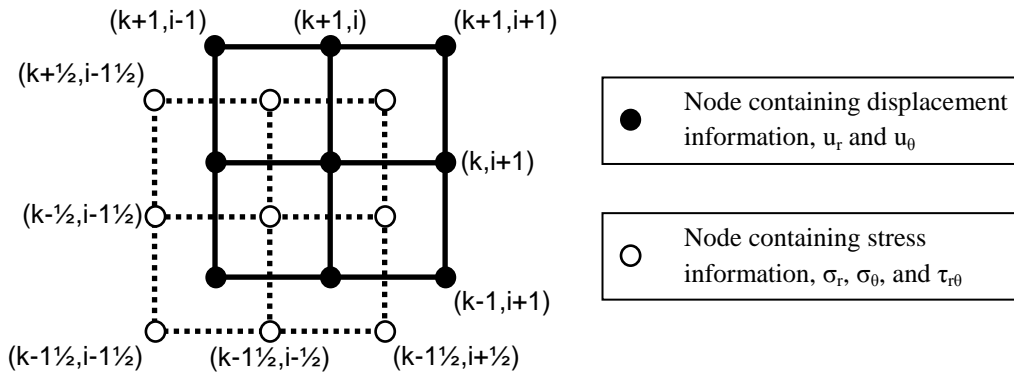 (k+1,i-1)
(k+1,i)
(k+1,i+1)
(k+½,i-1½)
(k,i+1)
(k-½,i-1½)
(k-1,i+1)
(k-1½,i-1½)
(k-1½,i-½)
(k-1½,i+½)
Node containing displacement
information, uᵣ and u_θ
Node containing stress
information, σᵣ, σ_θ, and τ_rθ